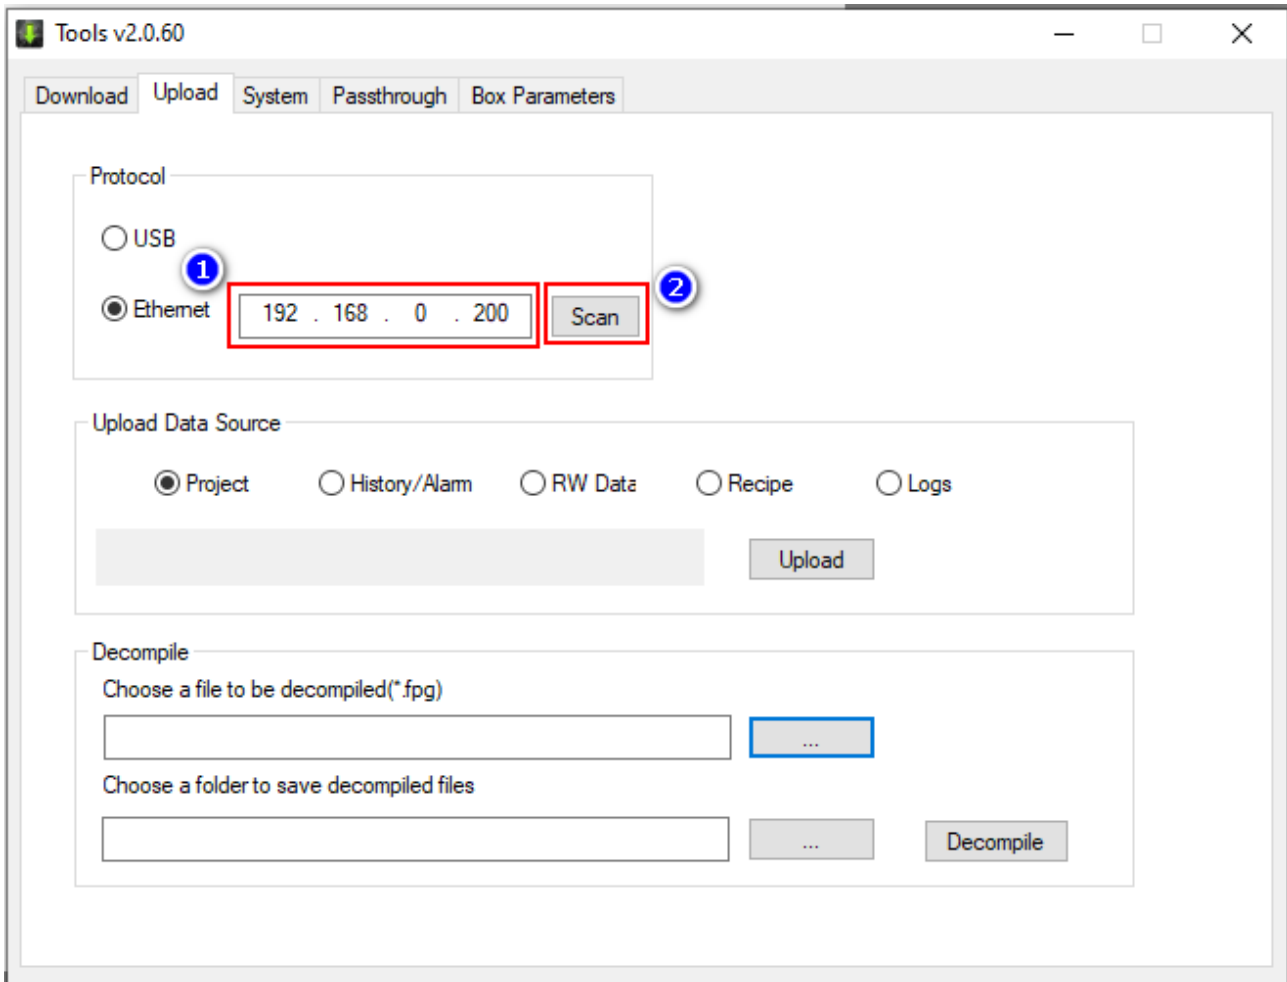 Tools v2.0.60
Download Upload System Passthrough Box Parameters
Protocol
USB
1
Ethernet 192 . 168 . 0 . 200 Scan 2
Upload Data Source
Project History/Alarm RW Data Recipe Logs
Upload
Decompile
Choose a file to be decompiled(*.fpg)
...
Choose a folder to save decompiled files
... Decompile